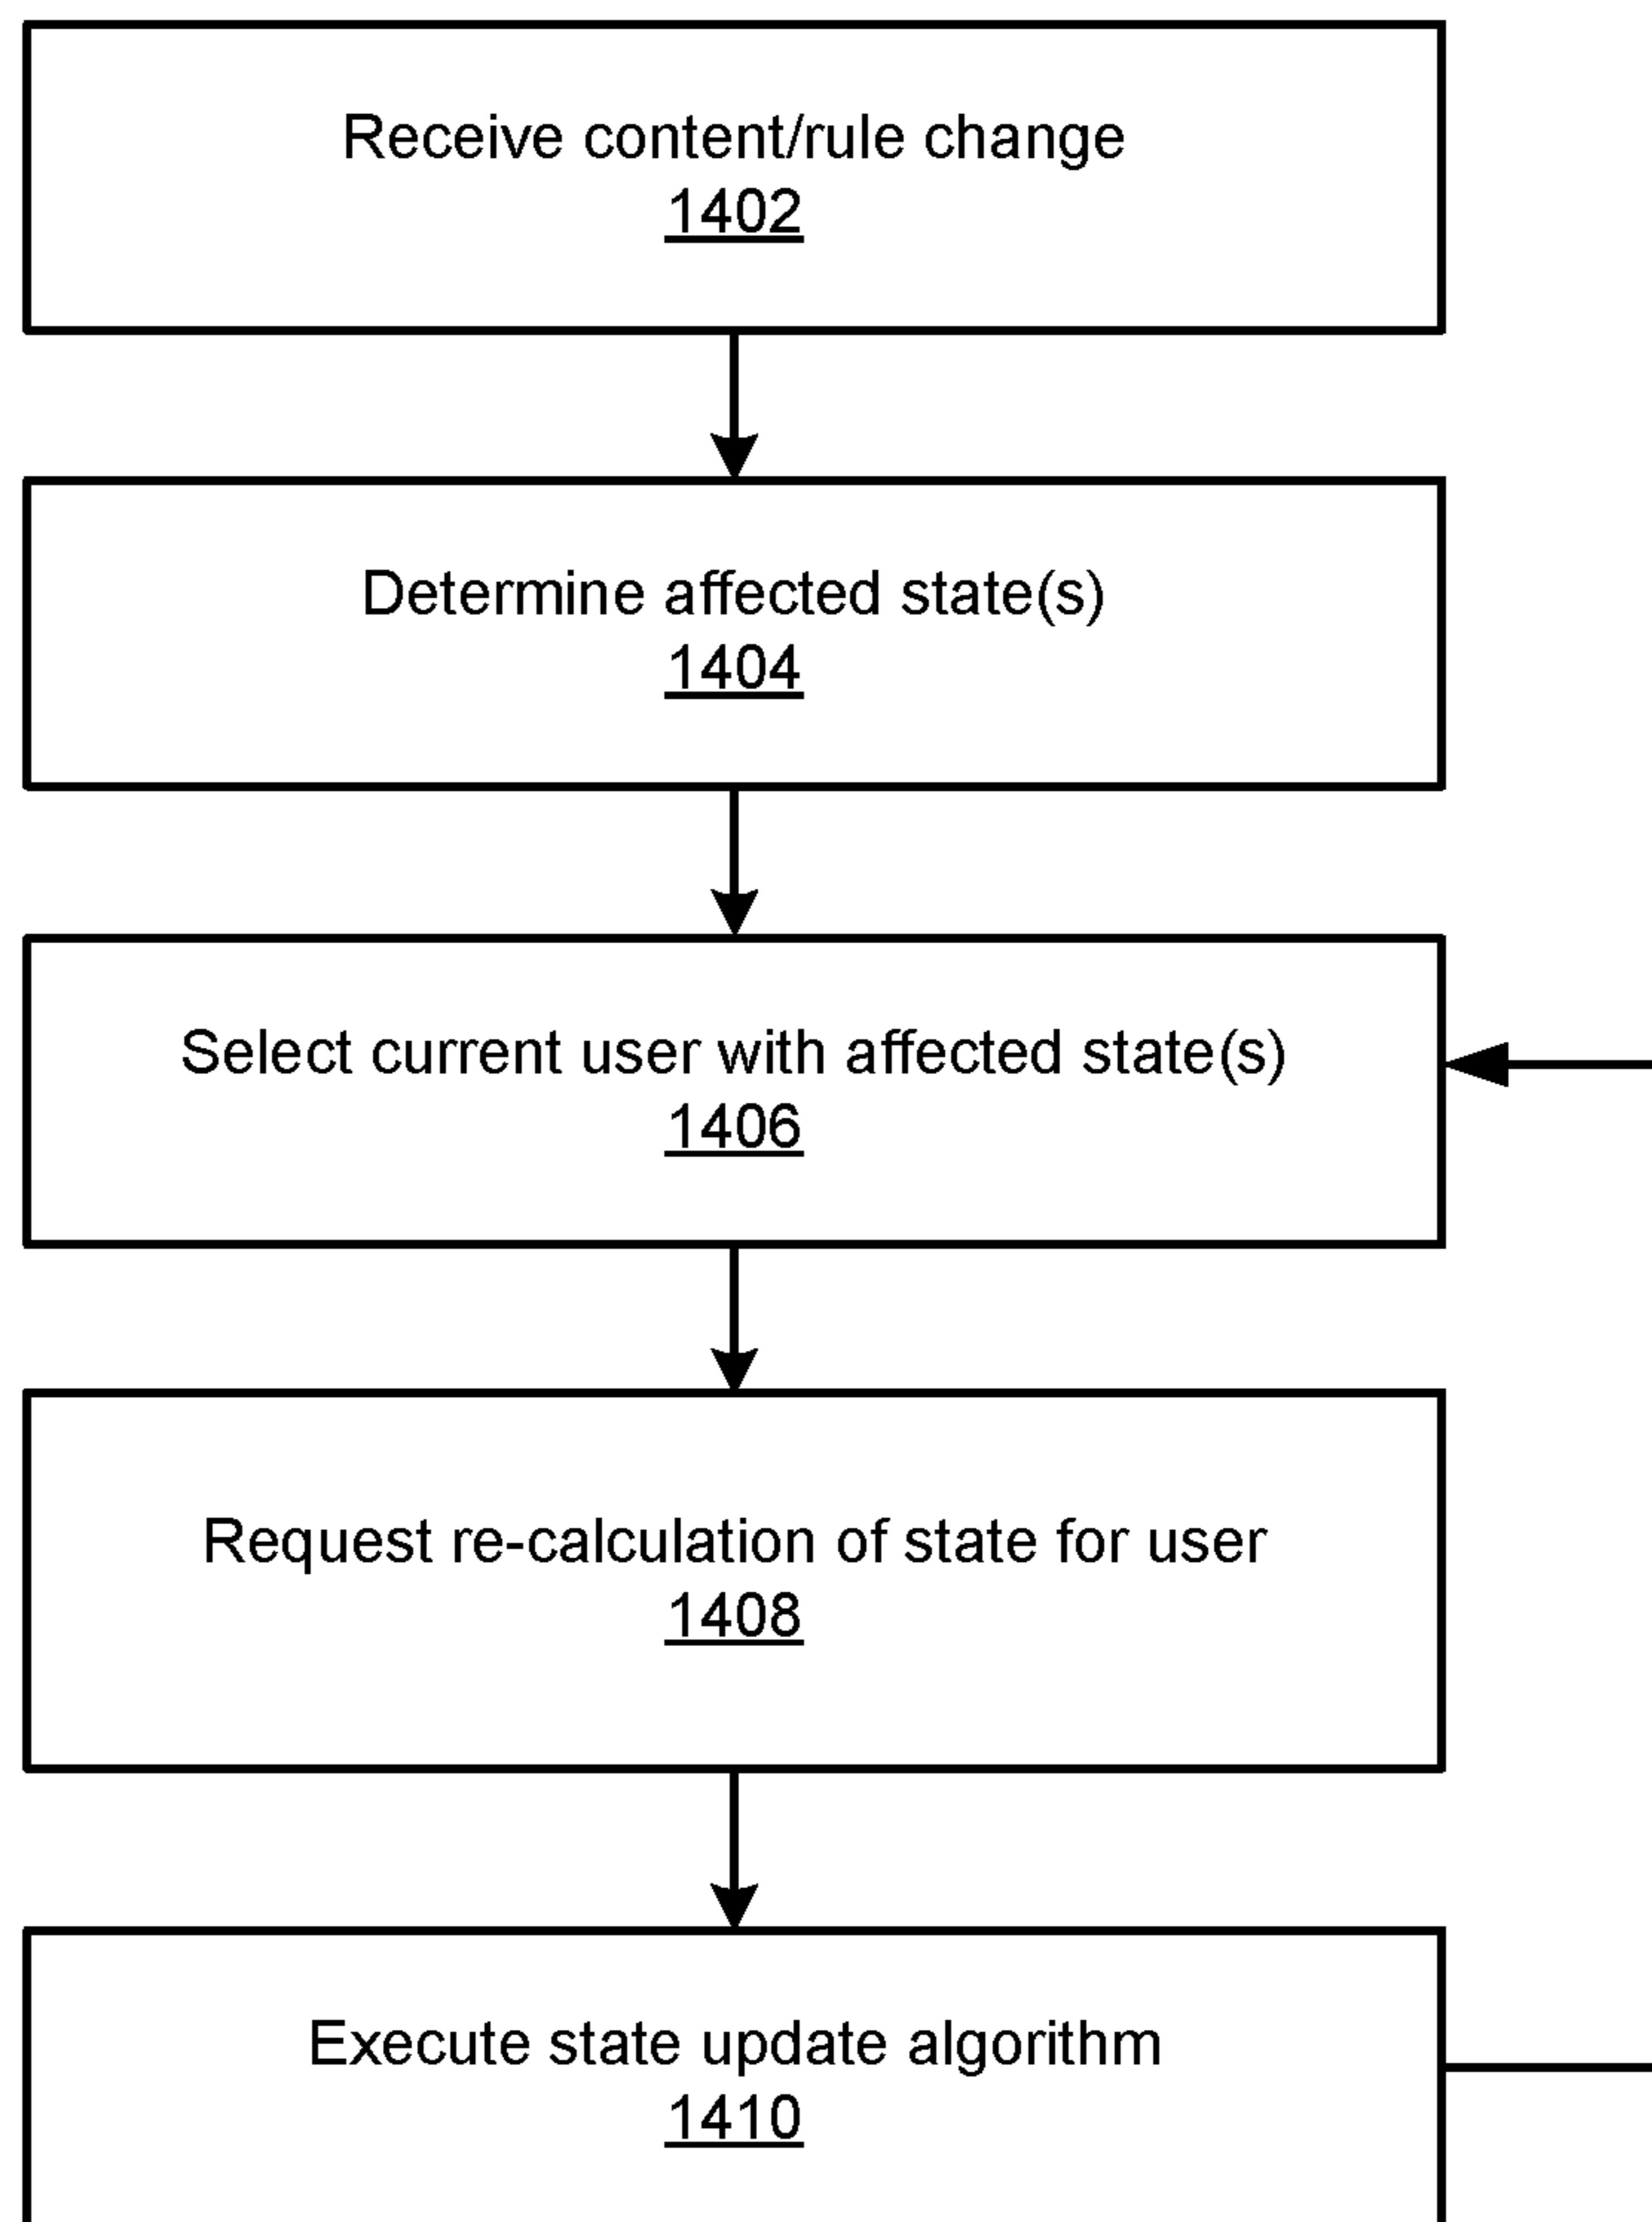 Receive content/rule change
1402
Determine affected state(s)
1404
Select current user with affected state(s)
1406
Request re-calculation of state for user
1408
Execute state update algorithm
1410